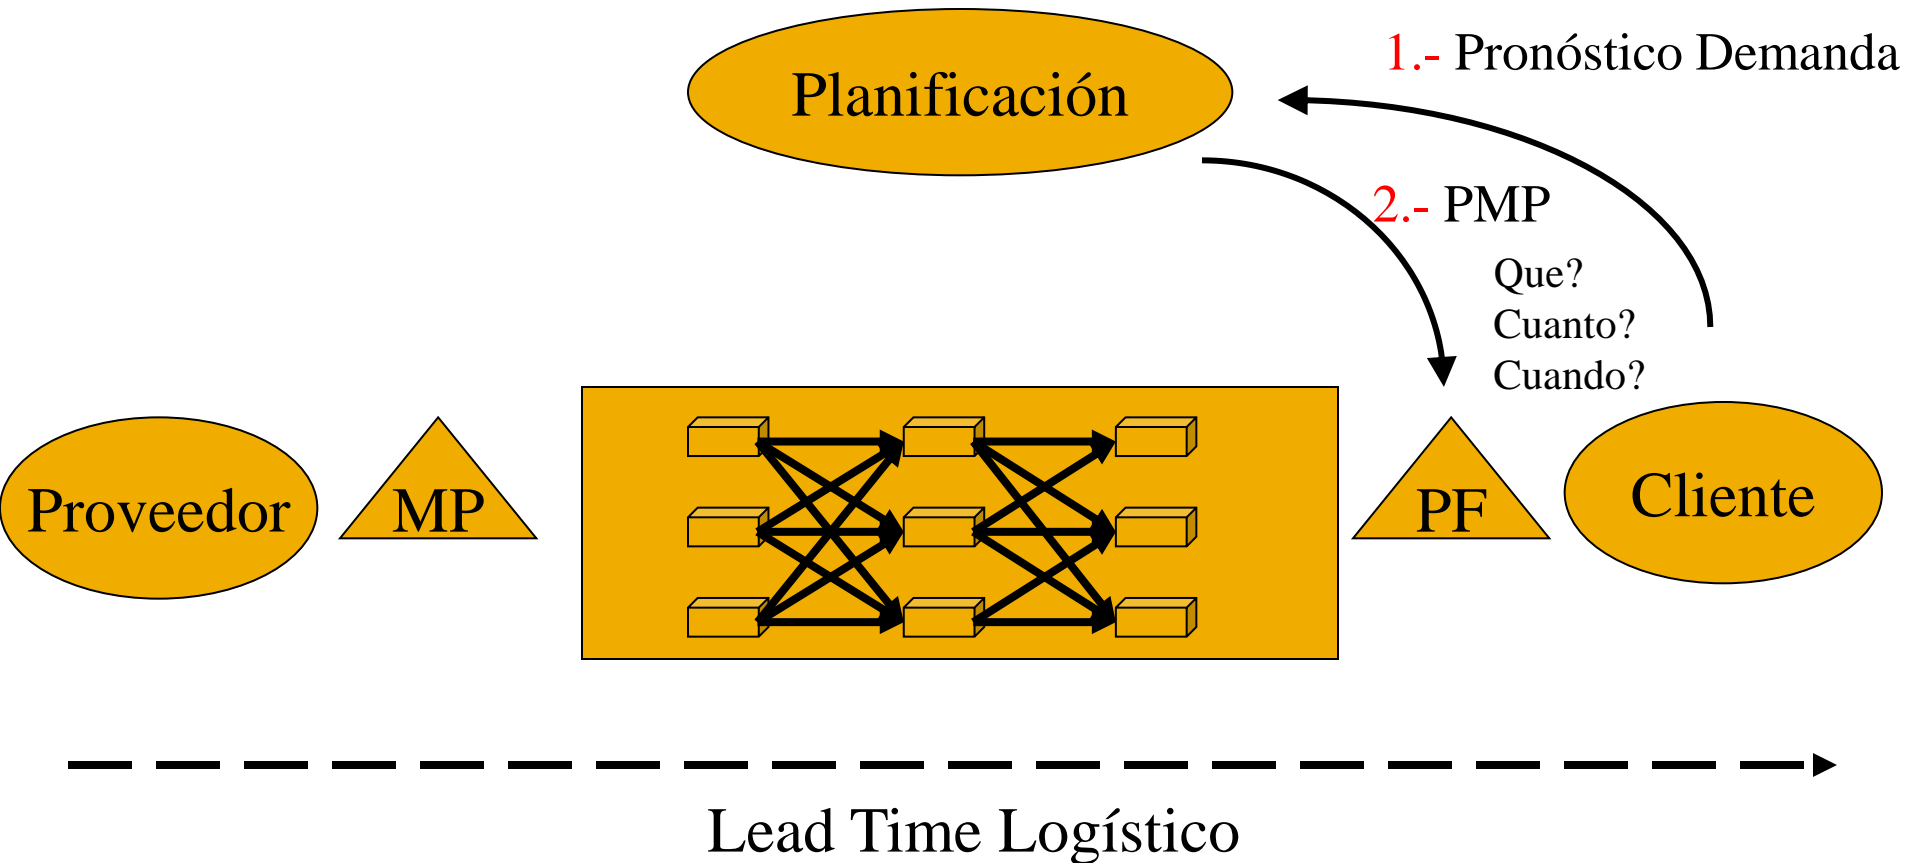 1.- Pronóstico Demanda
Planificación
2.- PMP
Que?
Cuanto?
Cuando?
Proveedor
MP
PF
Cliente
Lead Time Logístico